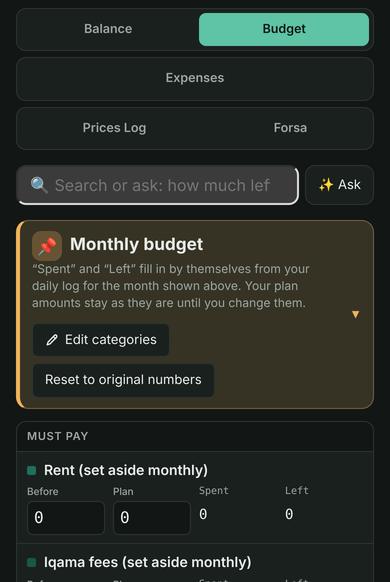 Balance
Budget
Expenses
Prices Log
Forsa
🔍 Search or ask: how much lef
✨ Ask
📌 Monthly budget
“Spent” and “Left” fill in by themselves from your
daily log for the month shown above. Your plan
amounts stay as they are until you change them.
▼
Edit categories
Reset to original numbers
MUST PAY
Rent (set aside monthly)
Before Plan Spent Left
0 0 0 0
Iqama fees (set aside monthly)